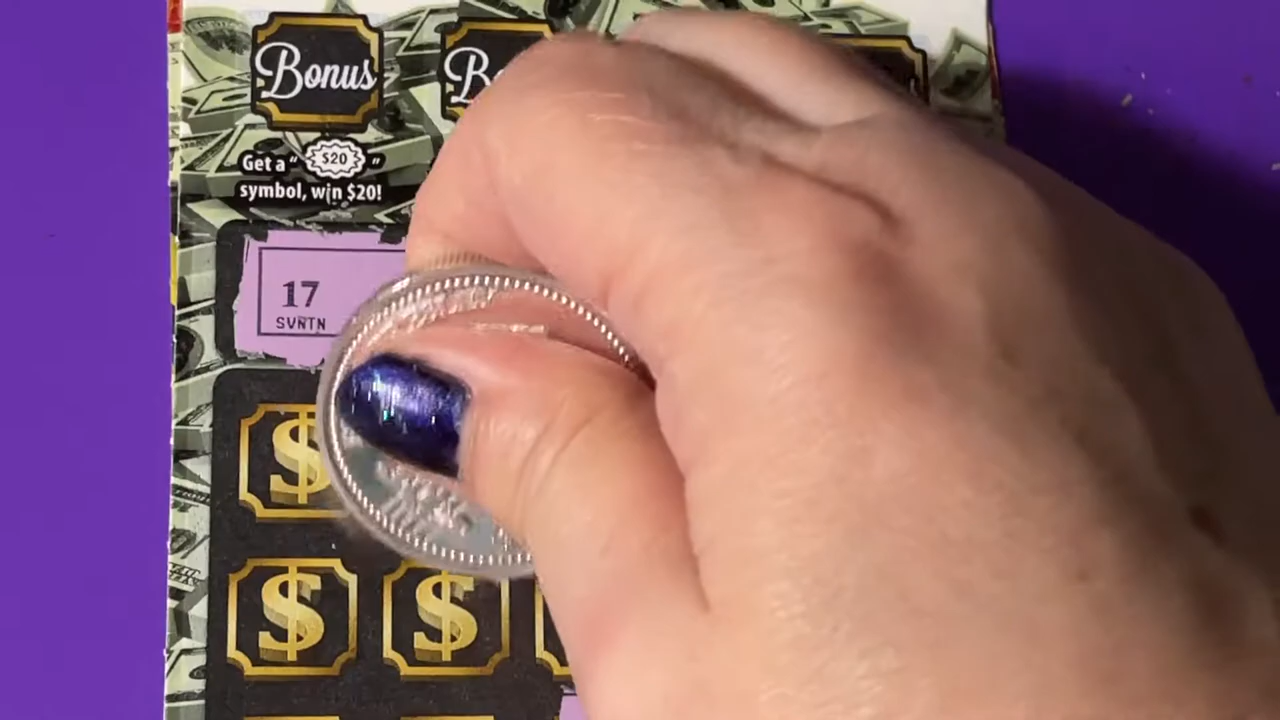 Bonus
Get a " $20 "
symbol, win $20!
17
SVNTN
$
$ $